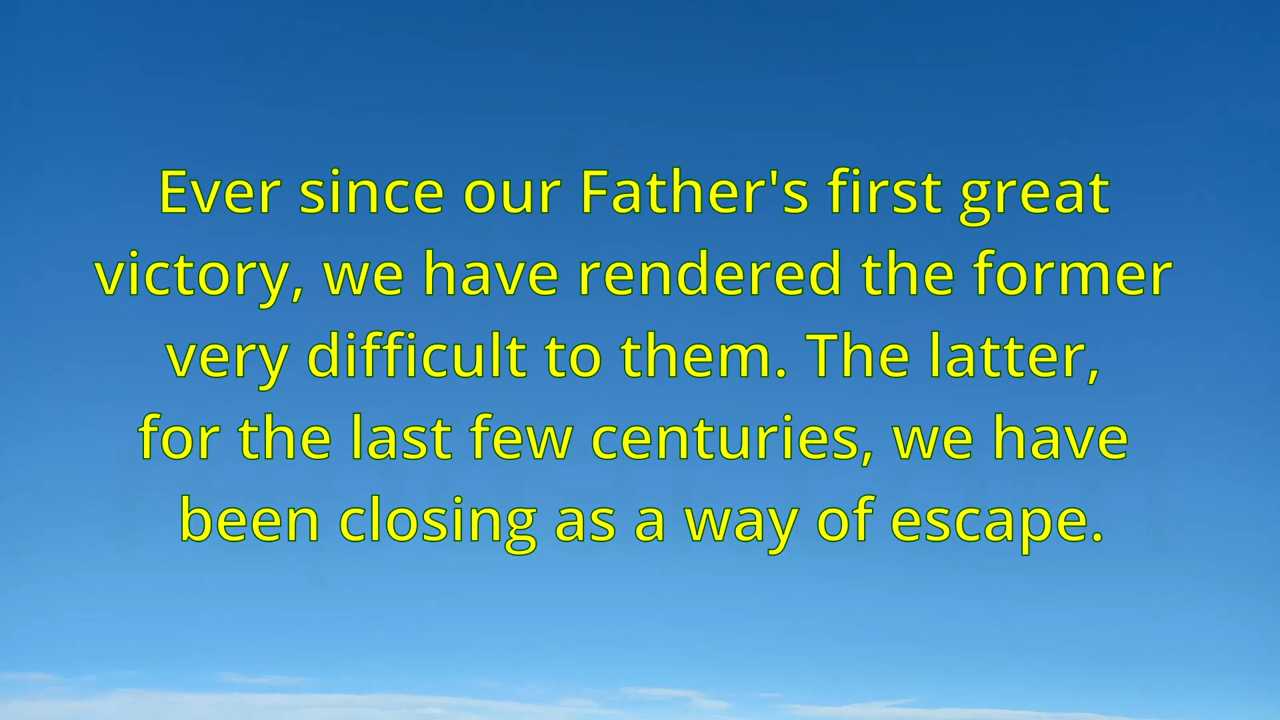 Ever since our Father's first great
victory, we have rendered the former
very difficult to them. The latter,
for the last few centuries, we have
been closing as a way of escape.